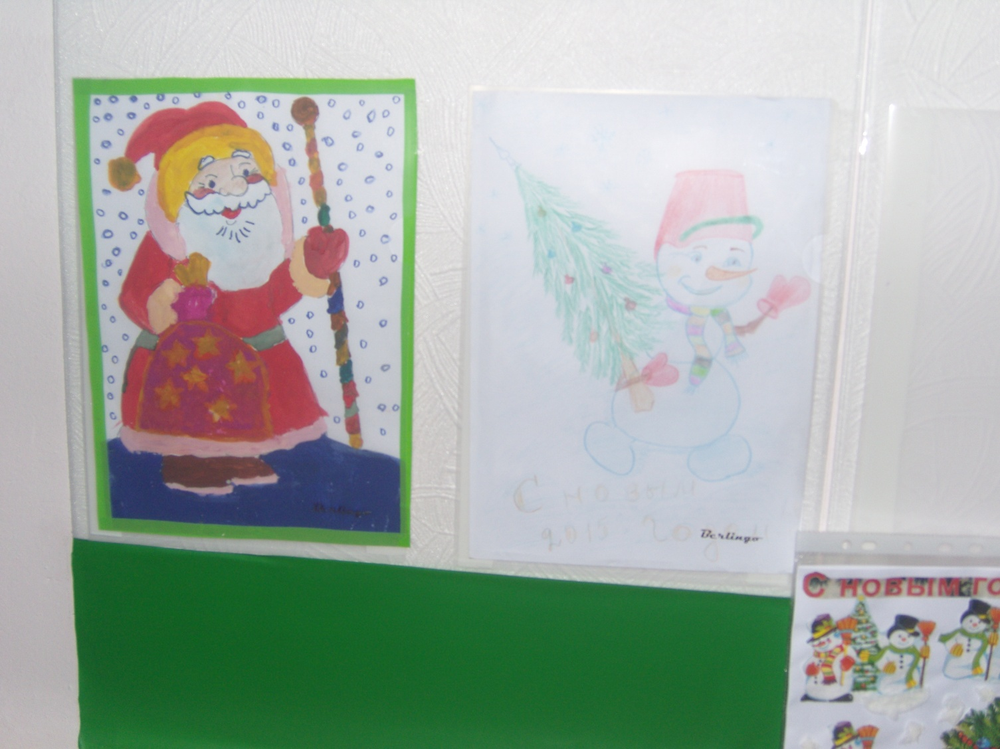 Berlingo
С новым
2015 Годом
Berlingo
С НОВЫМ ГО